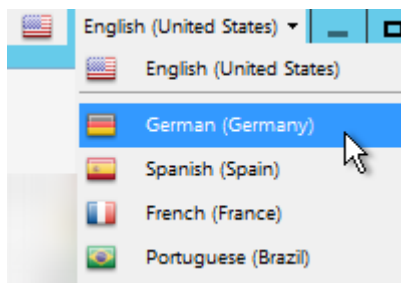 English (United States)
English (United States)
German (Germany)
Spanish (Spain)
French (France)
Portuguese (Brazil)